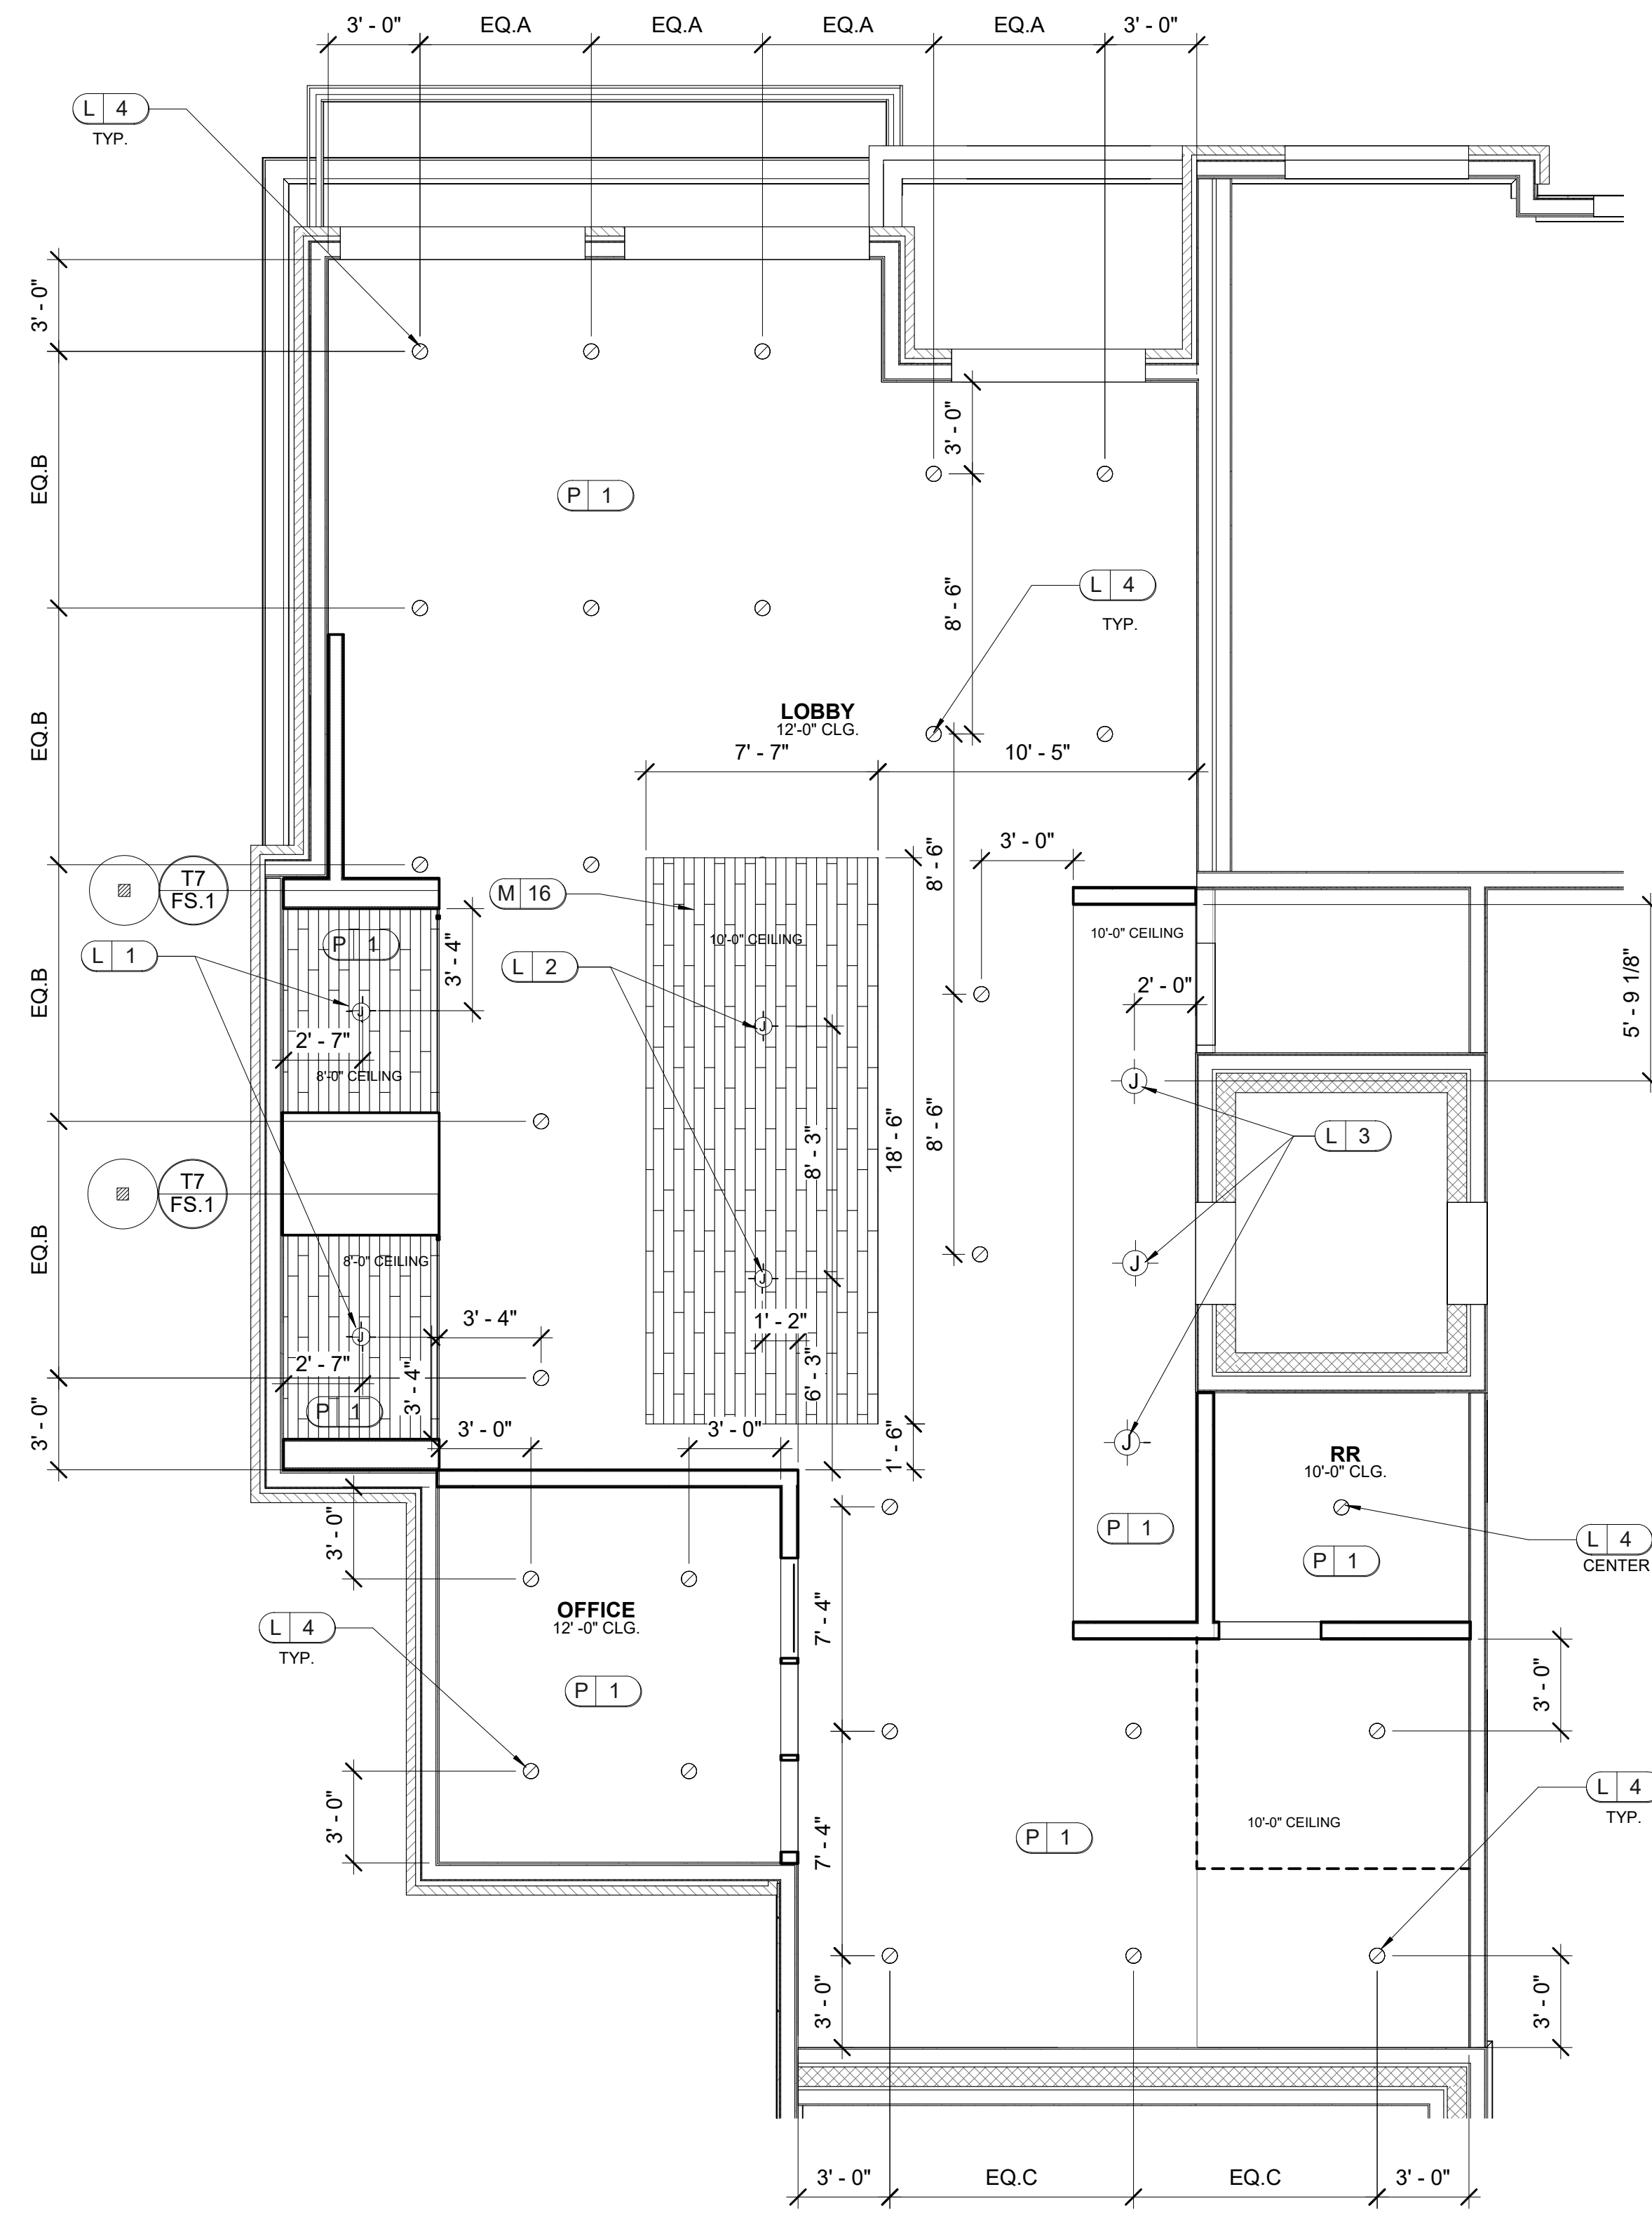 3' - 0" EQ.A EQ.A EQ.A EQ.A 3' - 0"
L 4
TYP.
3' - 0"
EQ.B
3' - 0"
P 1
8' - 6"
L 4
TYP.
EQ.B
LOBBY
12'-0" CLG.
7' - 7" 10' - 5"
8' - 6"
3' - 0"
T7
FS.1
M 16
P 1
10'-0" CEILING
10'-0" CEILING
L 1
3' - 4"
L 2
EQ.B
2' - 0"
5' - 9 1/8"
J
J
2' - 7"
8'-0" CEILING
J
L 3
8' - 3"
18' - 6"
8' - 6"
T7
FS.1
EQ.B
8'-0" CEILING
J
J
3' - 4"
1' - 2"
J
2' - 7"
3' - 4"
6' - 3"
P 1
3' - 0"
3' - 0"
3' - 0"
1' - 6"
J
RR
10'-0" CLG.
3' - 0"
P 1
P 1
L 4
CENTER
OFFICE
12' -0" CLG.
L 4
TYP.
7' - 4"
P 1
3' - 0"
3' - 0"
7' - 4"
P 1
10'-0" CEILING
L 4
TYP.
3' - 0"
3' - 0"
3' - 0" EQ.C EQ.C 3' - 0"